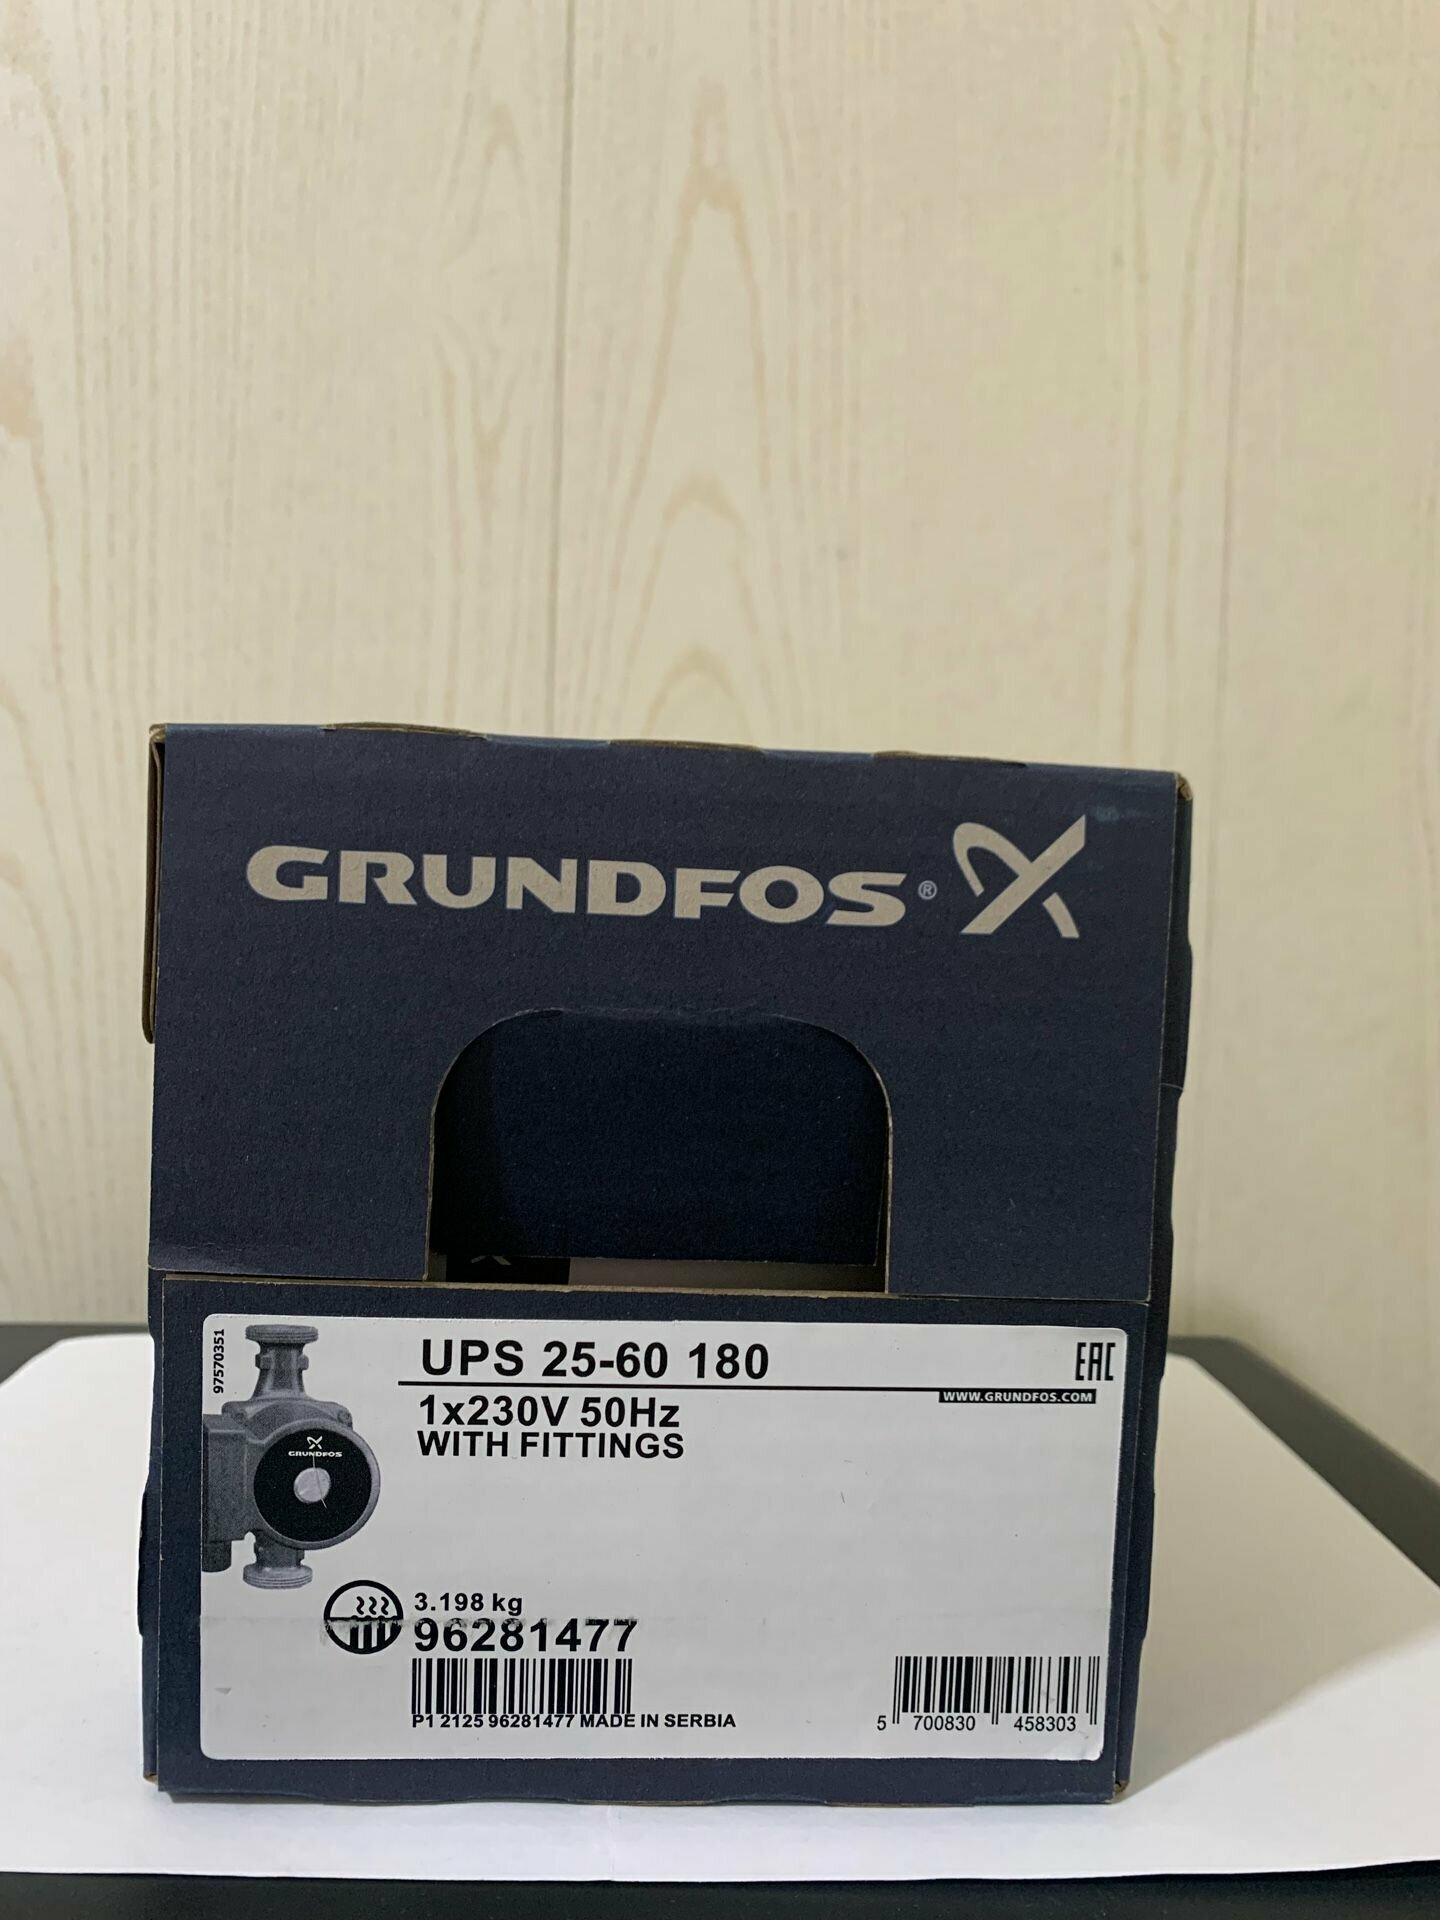 GRUNDFOS®
97570351
UPS 25-60 180
EAC
WWW.GRUNDFOS.COM
1x230V 50Hz
WITH FITTINGS
GRUNDFOS
3.198 kg
96281477
P1 2125 96281477 MADE IN SERBIA
5 700830 458303